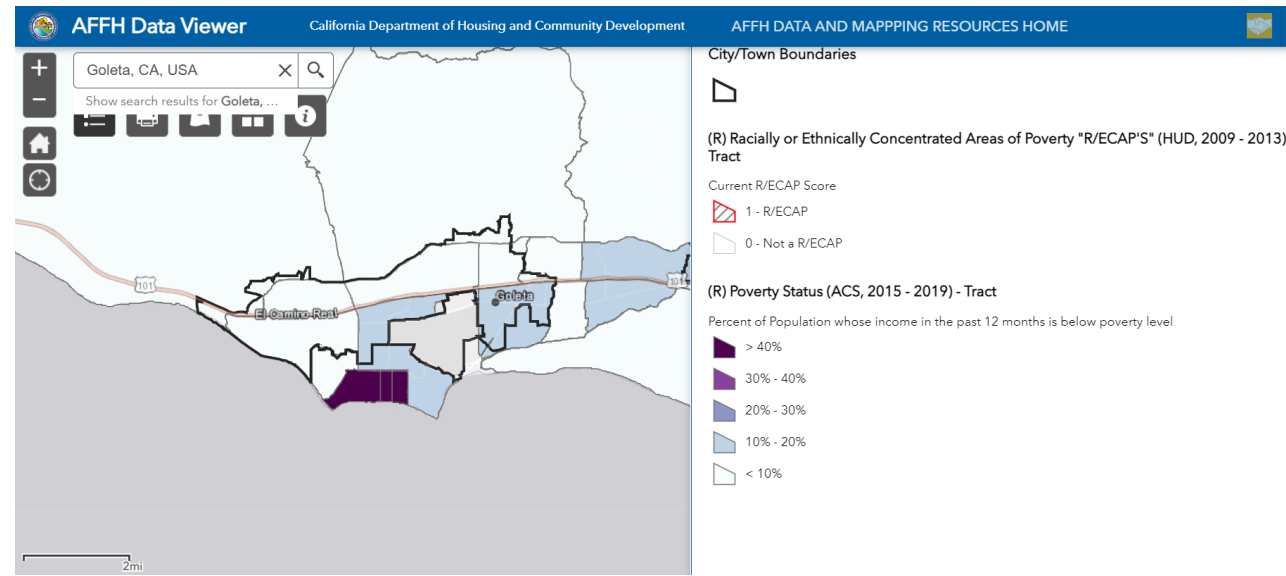 AFFH Data Viewer
California Department of Housing and Community Development
AFFH DATA AND MAPPPING RESOURCES HOME
Goleta, CA, USA
Show search results for Goleta, ...
101
El Camino Real
Goleta
101
2mi
City/Town Boundaries
(R) Racially or Ethnically Concentrated Areas of Poverty "R/ECAP'S" (HUD, 2009 - 2013)
Tract
Current R/ECAP Score
1 - R/ECAP
0 - Not a R/ECAP
(R) Poverty Status (ACS, 2015 - 2019) - Tract
Percent of Population whose income in the past 12 months is below poverty level
> 40%
30% - 40%
20% - 30%
10% - 20%
< 10%